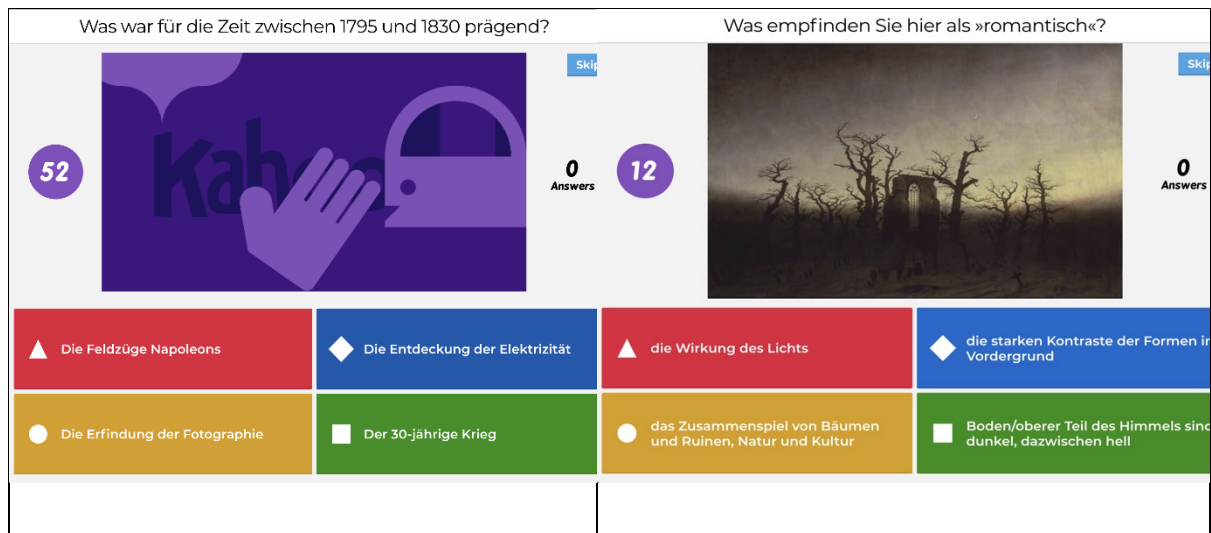 Was war für die Zeit zwischen 1795 und 1830 prägend?
Skip
52
Kahoo
0
Answers
Die Feldzüge Napoleons
Die Entdeckung der Elektrizität
Die Erfindung der Fotographie
Der 30-jährige Krieg
Was empfinden Sie hier als »romantisch«?
Skip
12
0
Answers
die Wirkung des Lichts
die starken Kontraste der Formen im
Vordergrund
das Zusammenspiel von Bäumen
und Ruinen, Natur und Kultur
Boden/oberer Teil des Himmels sind
dunkel, dazwischen hell